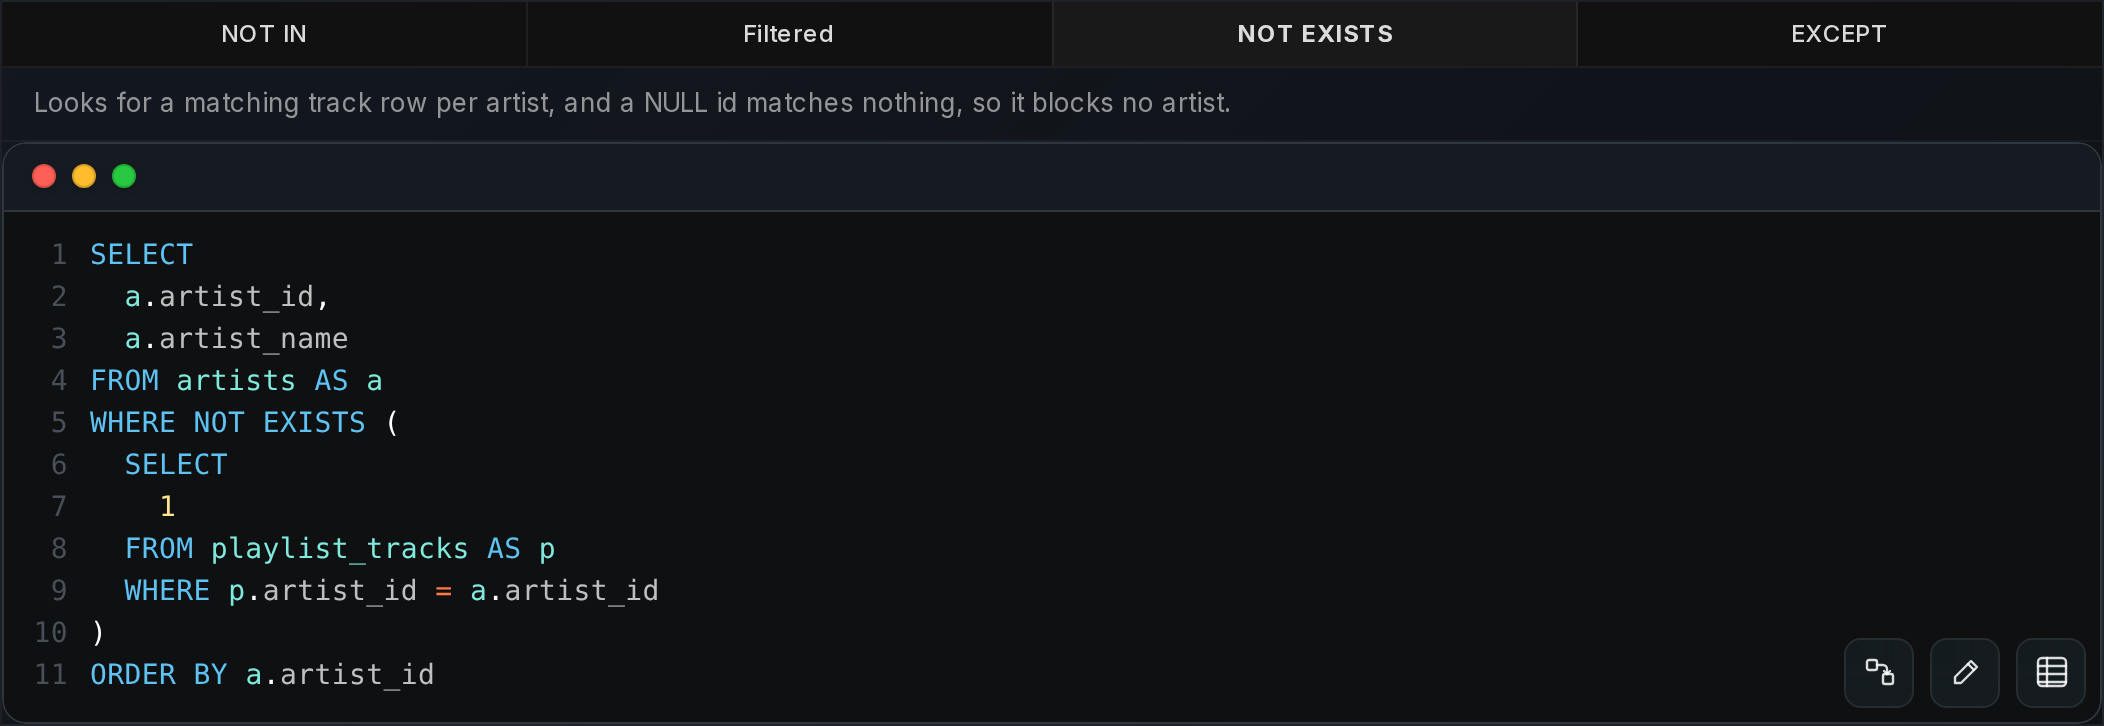 NOT IN
Filtered
NOT EXISTS
EXCEPT
Looks for a matching track row per artist, and a NULL id matches nothing, so it blocks no artist.
1 SELECT
2   a.artist_id,
3   a.artist_name
4 FROM artists AS a
5 WHERE NOT EXISTS (
6   SELECT
7     1
8   FROM playlist_tracks AS p
9   WHERE p.artist_id = a.artist_id
10 )
11 ORDER BY a.artist_id